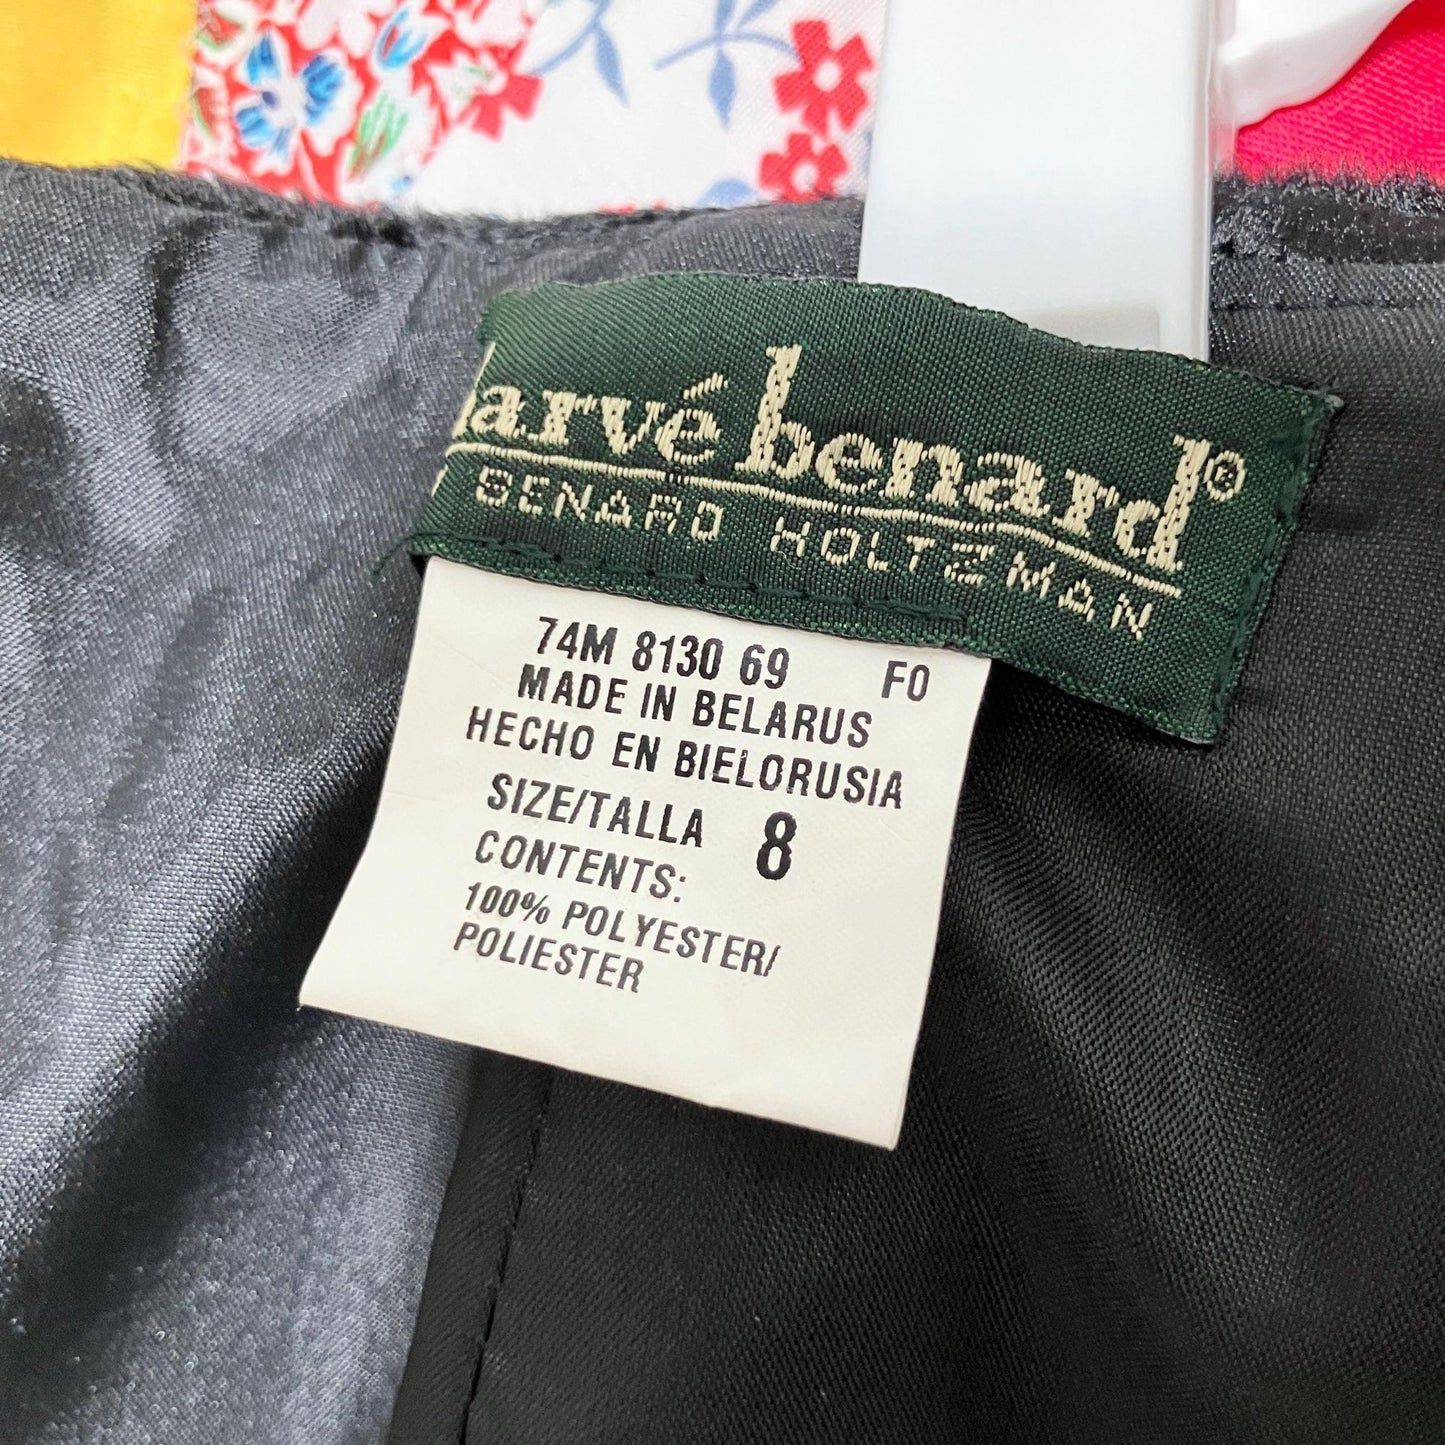 arvé benard®
BENARD HOLTZMAN
74M 8130 69 F0
MADE IN BELARUS
HECHO EN BIELORUSIA
SIZE/TALLA 8
CONTENTS:
100% POLYESTER/
POLIESTER